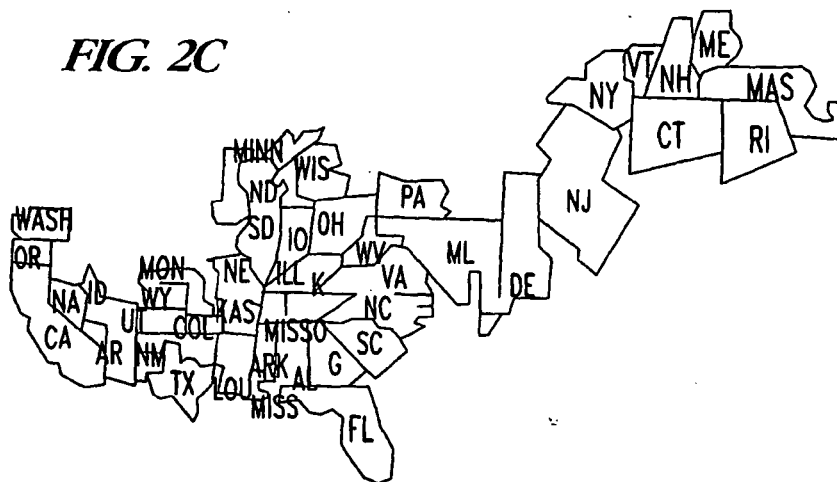 FIG. 2C
ME
VT
NH
NY
MAS
CT
RI
MINN
WIS
ND
PA
NJ
SD
OH
IO
WASH
OR
MON
NE
ILL
K
WV
VA
ML
DE
ID
NA
WY
KAS
NC
U
COL
MISSO
CA
AR
NM
SC
G
TX
LOU
ARK
AL
MISS
FL